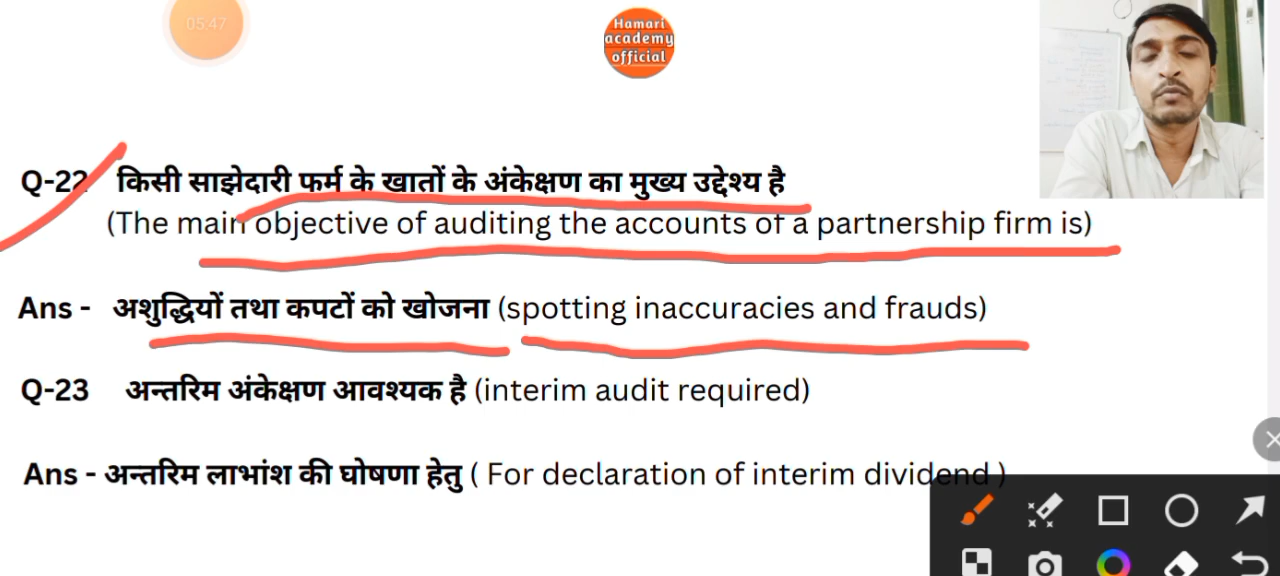 05:47
Hamari
academy
official
Q-22 किसी साझेदारी फर्म के खातों के अंकेक्षण का मुख्य उद्देश्य है
(The main objective of auditing the accounts of a partnership firm is)
Ans - अशुद्धियों तथा कपटों को खोजना (spotting inaccuracies and frauds)
Q-23 अन्तरिम अंकेक्षण आवश्यक है (interim audit required)
Ans - अन्तरिम लाभांश की घोषणा हेतु ( For declaration of interim dividend )